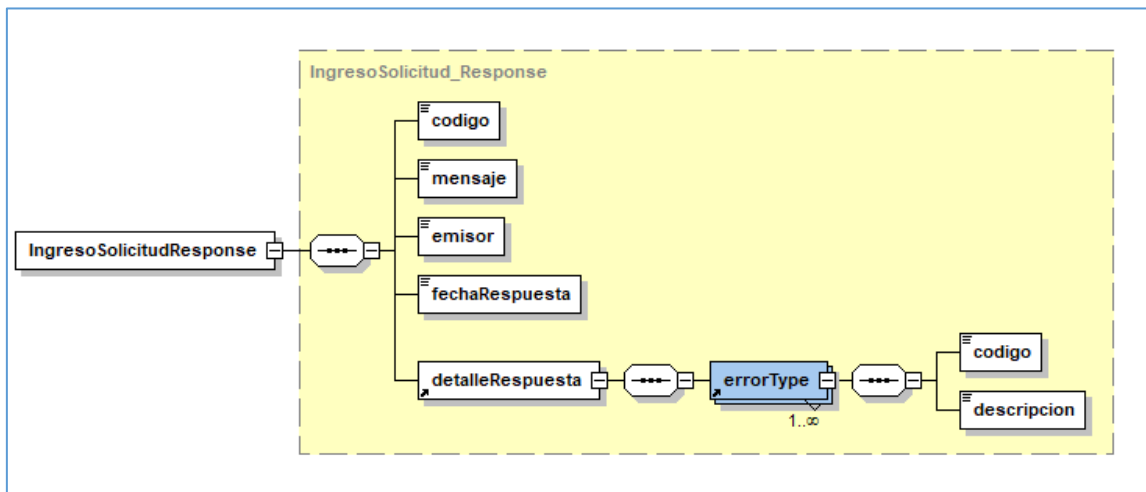 IngresoSolicitud_Response
codigo
mensaje
emisor
IngresoSolicitudResponse
fechaRespuesta
detalleRespuesta
errorType
1..∞
codigo
descripcion